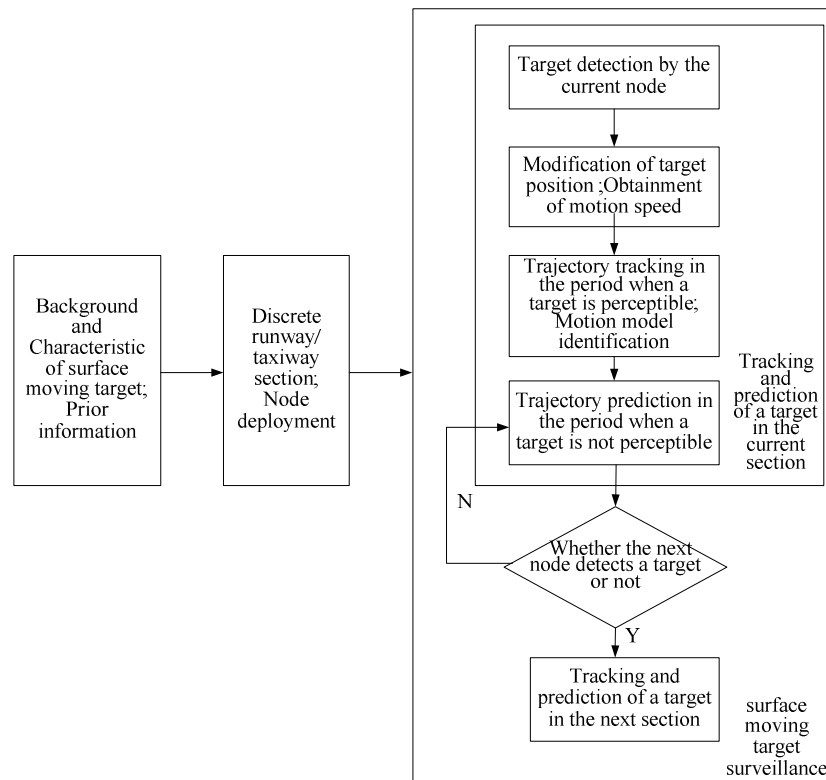 Background
and
Characteristic
of surface
moving target;
Prior
information
Discrete
runway/
taxiway
section;
Node
deployment
Target detection by the
current node
Modification of target
position ;Obtainment
of motion speed
Trajectory tracking in
the period when a
target is perceptible;
Motion model
identification
Trajectory prediction in
the period when a
target is not perceptible
Tracking
and
prediction
of a target
in the
current
section
N
Whether the next
node detects a target
or not
Y
Tracking and
prediction of a target
in the next section
surface
moving
target
surveillance